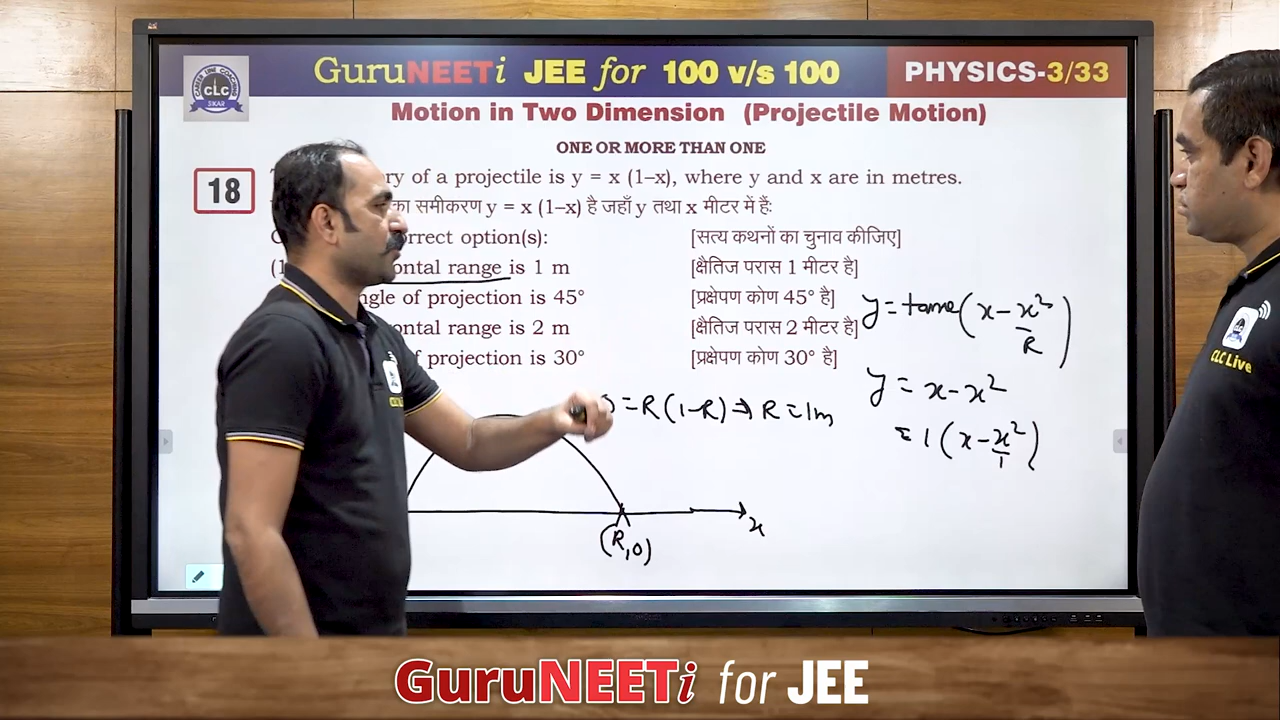 GuruNEETi JEE for 100 v/s 100
PHYSICS-3/33
CLC
SIKAR
Motion in Two Dimension (Projectile Motion)
ONE OR MORE THAN ONE
18
ry of a projectile is y = x (1–x), where y and x are in metres.
का समीकरण y = x (1–x) है जहाँ y तथा x मीटर में हैं:
orrect option(s):
[सत्य कथनों का चुनाव कीजिए]
ontal range is 1 m
[क्षैतिज परास 1 मीटर है]
ngle of projection is 45°
[प्रक्षेपण कोण 45° है]
ontal range is 2 m
[क्षैतिज परास 2 मीटर है]
f projection is 30°
[प्रक्षेपण कोण 30° है]
y = tanθ (x – x²/R)
y = x – x²
= 1 (x – x²/1)
= R (1–R) ⇒ R = 1m
x
(R,0)
CLC Live
GuruNEETi for JEE